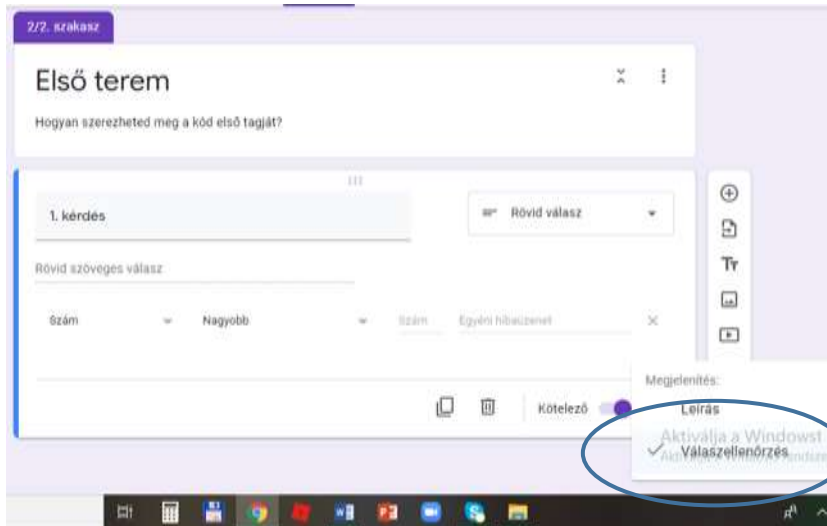 2/2. szakasz
Első terem
Hogyan szerezheted meg a kód első tagját?
1. kérdés
Rövid válasz
Rövid szöveges válasz
Szám
Nagyobb
Szám
Egyéni hibaüzenet
Megjelenítés:
Kötelező
Leírás
Aktiválja a Windowst
Válaszellenőrzés